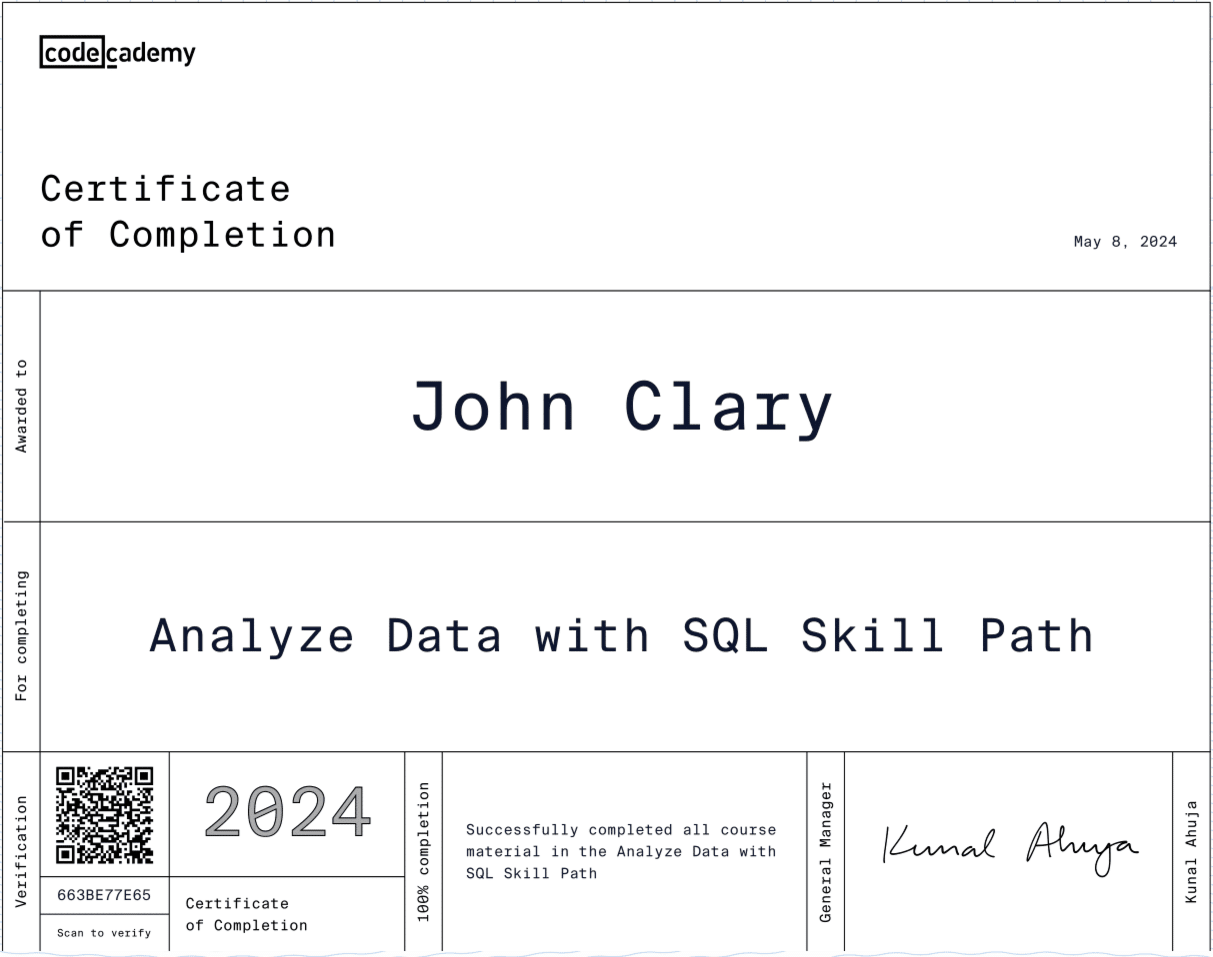 codecademy
Certificate
of Completion
May 8, 2024
Awarded to
John Clary
For completing
Analyze Data with SQL Skill Path
Verification
663BE77E65
Scan to verify
2024
Certificate
of Completion
100% completion
Successfully completed all course
material in the Analyze Data with
SQL Skill Path
General Manager
Kunal Ahuja
Kunal Ahuja